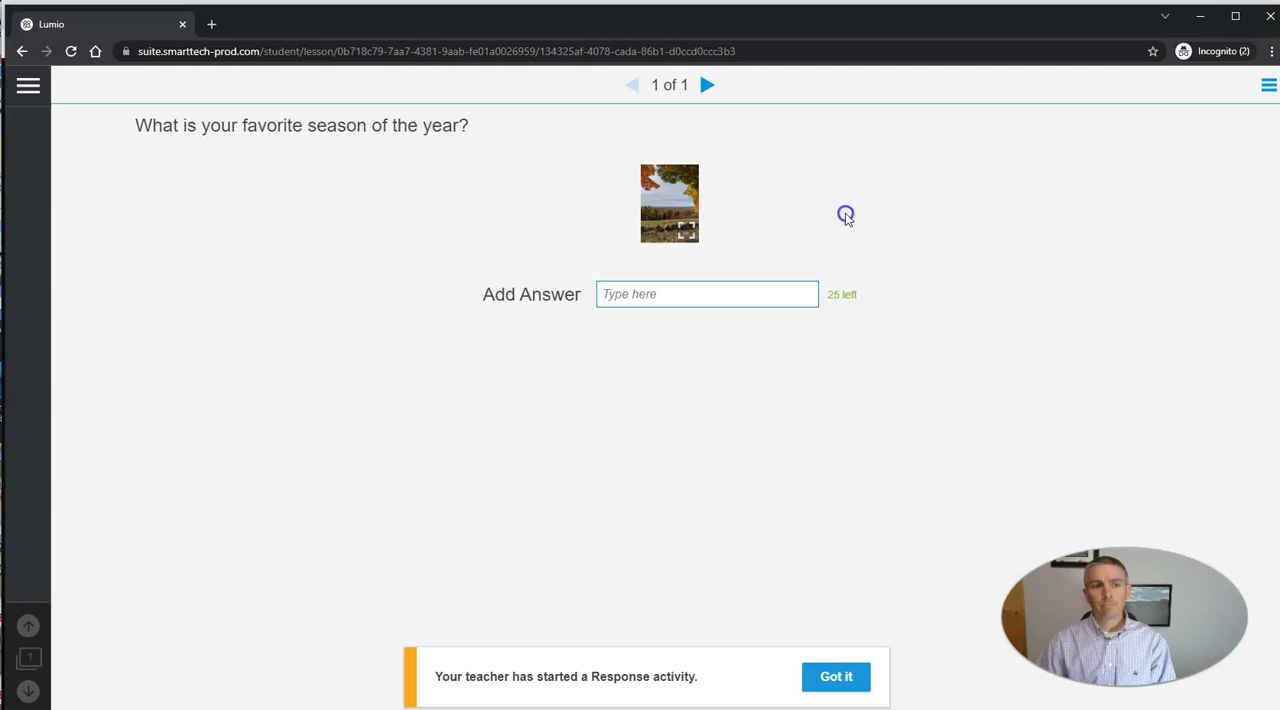 Lumio
suite.smarttech-prod.com/student/lesson/0b718c79-7aa7-4381-9aab-fe01a0026959/134325af-4078-cada-86b1-d0ccd0ccc3b3
Incognito (2)
1 of 1
What is your favorite season of the year?
Add Answer
Type here
25 left
1
Your teacher has started a Response activity.
Got it